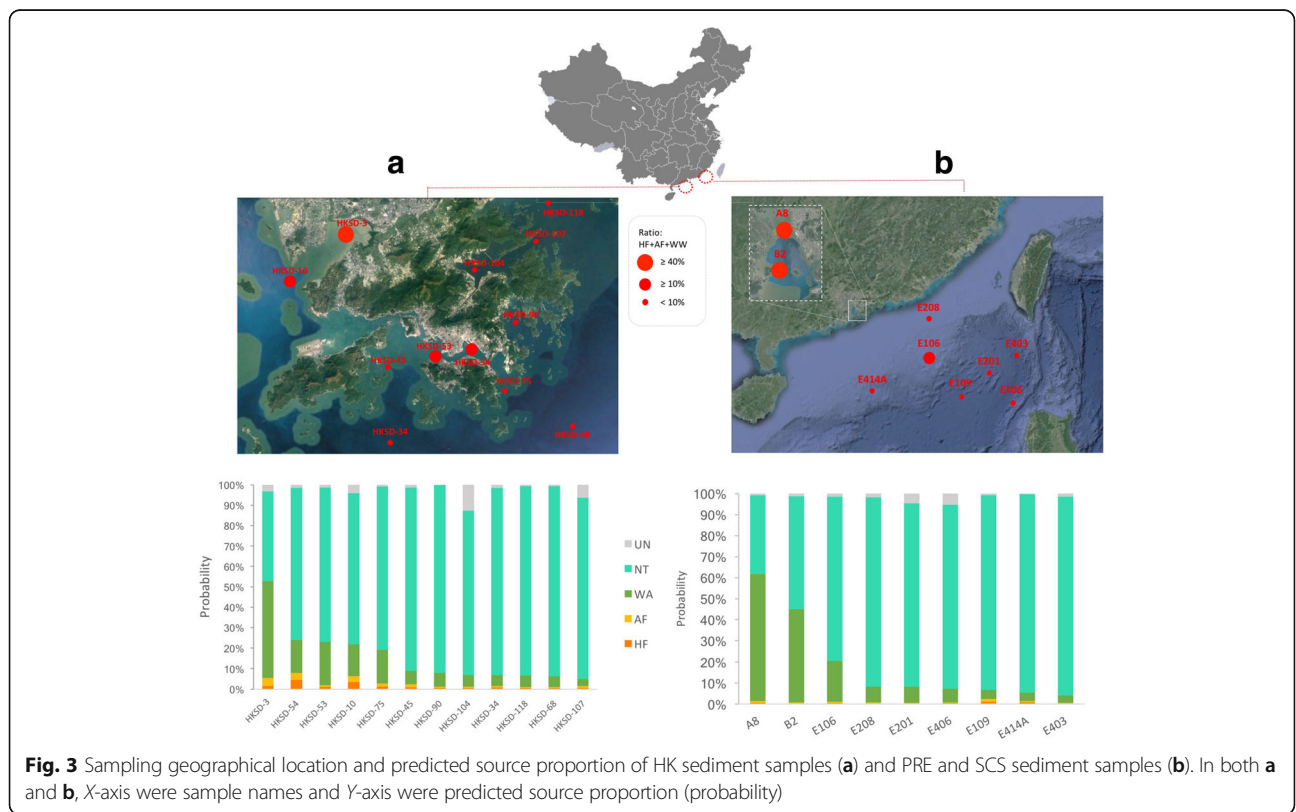 a
b
HKSD-3
HKSD-10
HKSD-118
HKSD-107
HKSD-104
HKSD-90
HKSD-53
HKSD-54
HKSD-45
HKSD-75
HKSD-34
HKSD-68
Ratio:
HF+AF+WW
≥ 40%
≥ 10%
< 10%
A8
B2
E208
E106
E403
E201
E414A
E109
E406
100%
90%
80%
70%
60%
50%
40%
30%
20%
10%
0%
Probability
HKSD-3
HKSD-54
HKSD-53
HKSD-10
HKSD-75
HKSD-45
HKSD-90
HKSD-104
HKSD-34
HKSD-118
HKSD-68
HKSD-107
UN
NT
WA
AF
HF
100%
90%
80%
70%
60%
50%
40%
30%
20%
10%
0%
Probability
A8
B2
E106
E208
E201
E406
E109
E414A
E403
Fig. 3 Sampling geographical location and predicted source proportion of HK sediment samples (a) and PRE and SCS sediment samples (b). In both a
and b, X-axis were sample names and Y-axis were predicted source proportion (probability)